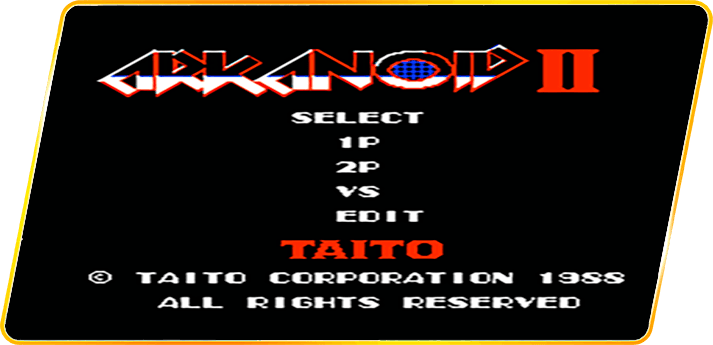 ARKANOID II
SELECT
1P
2P
VS
EDIT
TAITO
© TAITO CORPORATION 1988
ALL RIGHTS RESERVED